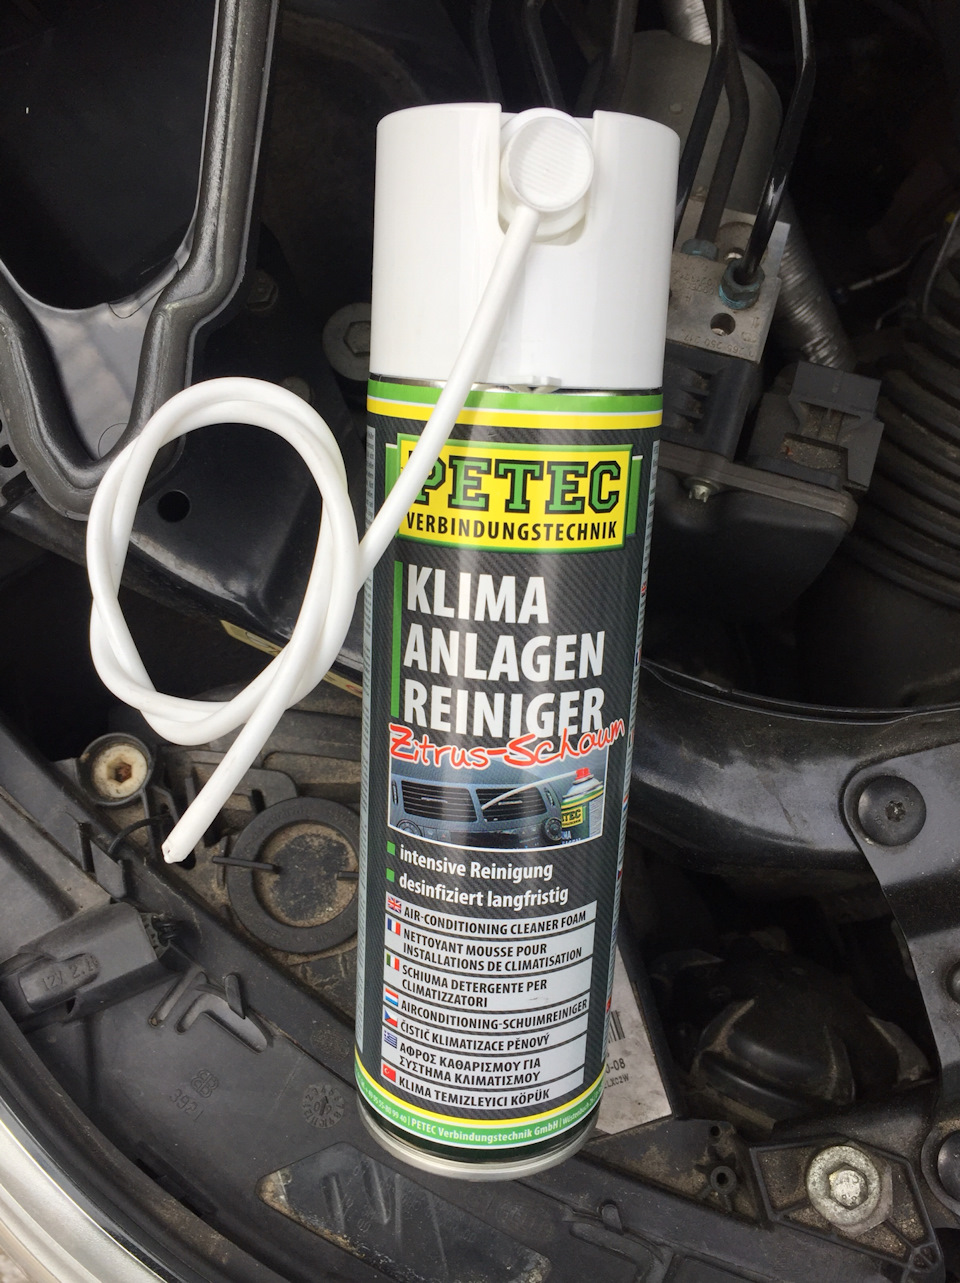 PETEC
VERBINDUNGSTECHNIK
KLIMA
ANLAGEN
REINIGER
Zitrus-Schaum
intensive Reinigung
desinfiziert langfristig
AIR-CONDITIONING CLEANER FOAM
NETTOYANT MOUSSE POUR
INSTALLATIONS DE CLIMATISATION
SCHIUMA DETERGENTE PER
CLIMATIZZATORI
AIRCONDITIONING-SCHUIMREINIGER
ČISTIČ KLIMATIZACE PĚNOVÝ
ΑΦΡΟΣ ΚΑΘΑΡΙΣΜΟΥ ΓΙΑ
ΣΥΣΤΗΜΑ ΚΛΙΜΑΤΙΣΜΟΥ
KLIMA TEMIZLEYICI KÖPÜK
PETEC Verbindungstechnik GmbH
12V